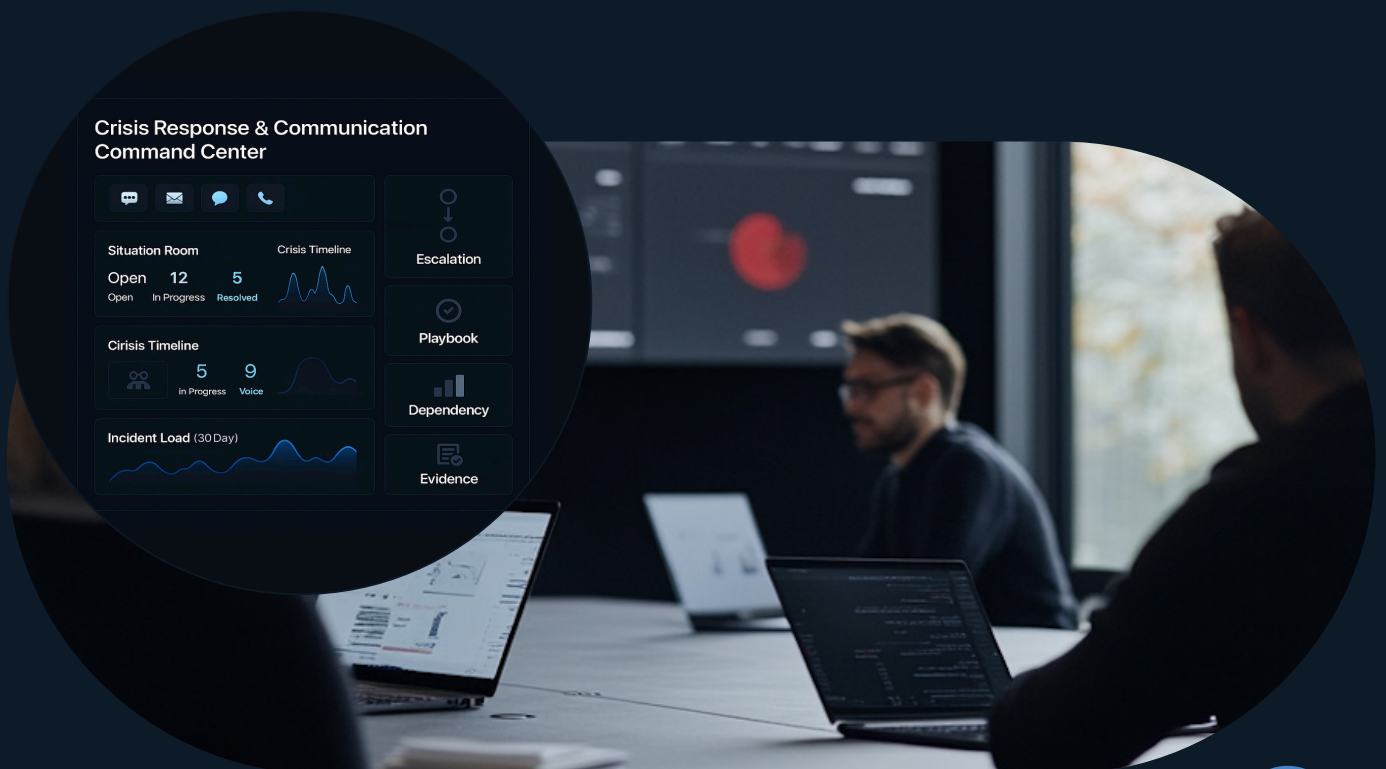 Crisis Response & Communication
Command Center
Situation Room
Crisis Timeline
Open 12 5
Open In Progress Resolved
Cirisis Timeline
5 9
in Progress Voice
Incident Load (30 Day)
Escalation
Playbook
Dependency
Evidence